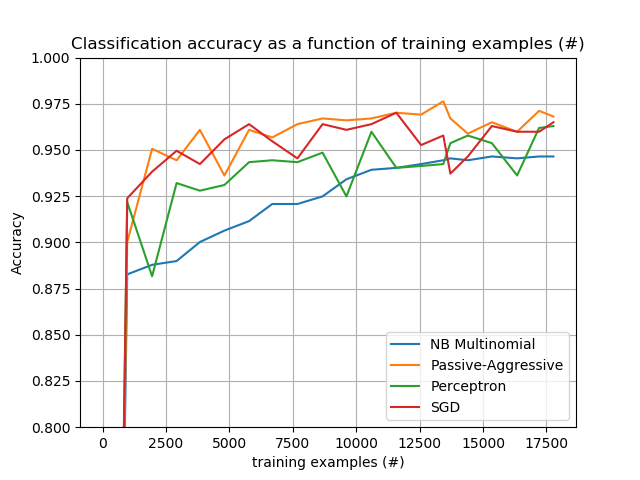 Classification accuracy as a function of training examples (#)
1.000
0.975
0.950
0.925
0.900
0.875
0.850
0.825
0.800
Accuracy
NB Multinomial
Passive-Aggressive
Perceptron
SGD
0 2500 5000 7500 10000 12500 15000 17500
training examples (#)